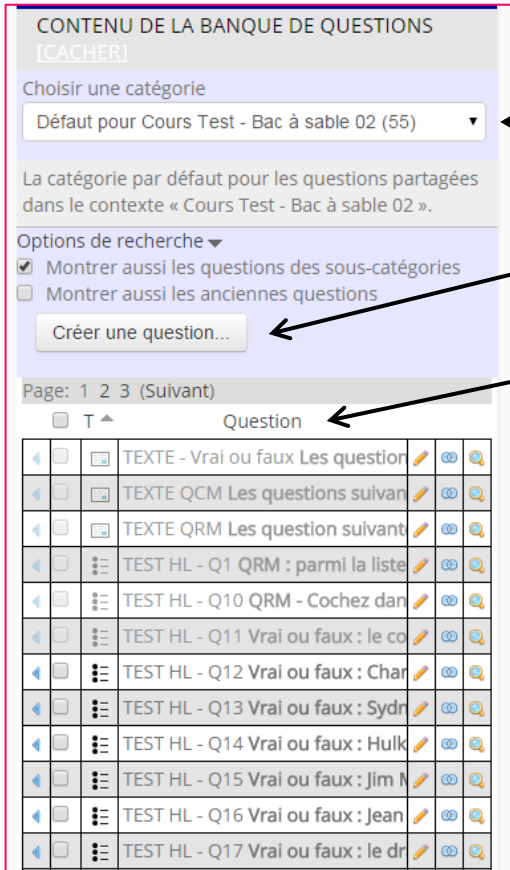 CONTENU DE LA BANQUE DE QUESTIONS
[CACHER]
Choisir une catégorie
Défaut pour Cours Test - Bac à sable 02 (55)
La catégorie par défaut pour les questions partagées
dans le contexte « Cours Test - Bac à sable 02 ».
Options de recherche
Montrer aussi les questions des sous-catégories
Montrer aussi les anciennes questions
Créer une question...
Page: 1 2 3 (Suivant)
T Question
TEXTE - Vrai ou faux Les question
TEXTE QCM Les questions suivan
TEXTE QRM Les question suivante
TEST HL - Q1 QRM : parmi la liste
TEST HL - Q10 QRM - Cochez dan
TEST HL - Q11 Vrai ou faux : le co
TEST HL - Q12 Vrai ou faux : Char
TEST HL - Q13 Vrai ou faux : Sydn
TEST HL - Q14 Vrai ou faux : Hulk
TEST HL - Q15 Vrai ou faux : Jim M
TEST HL - Q16 Vrai ou faux : Jean
TEST HL - Q17 Vrai ou faux : le dr